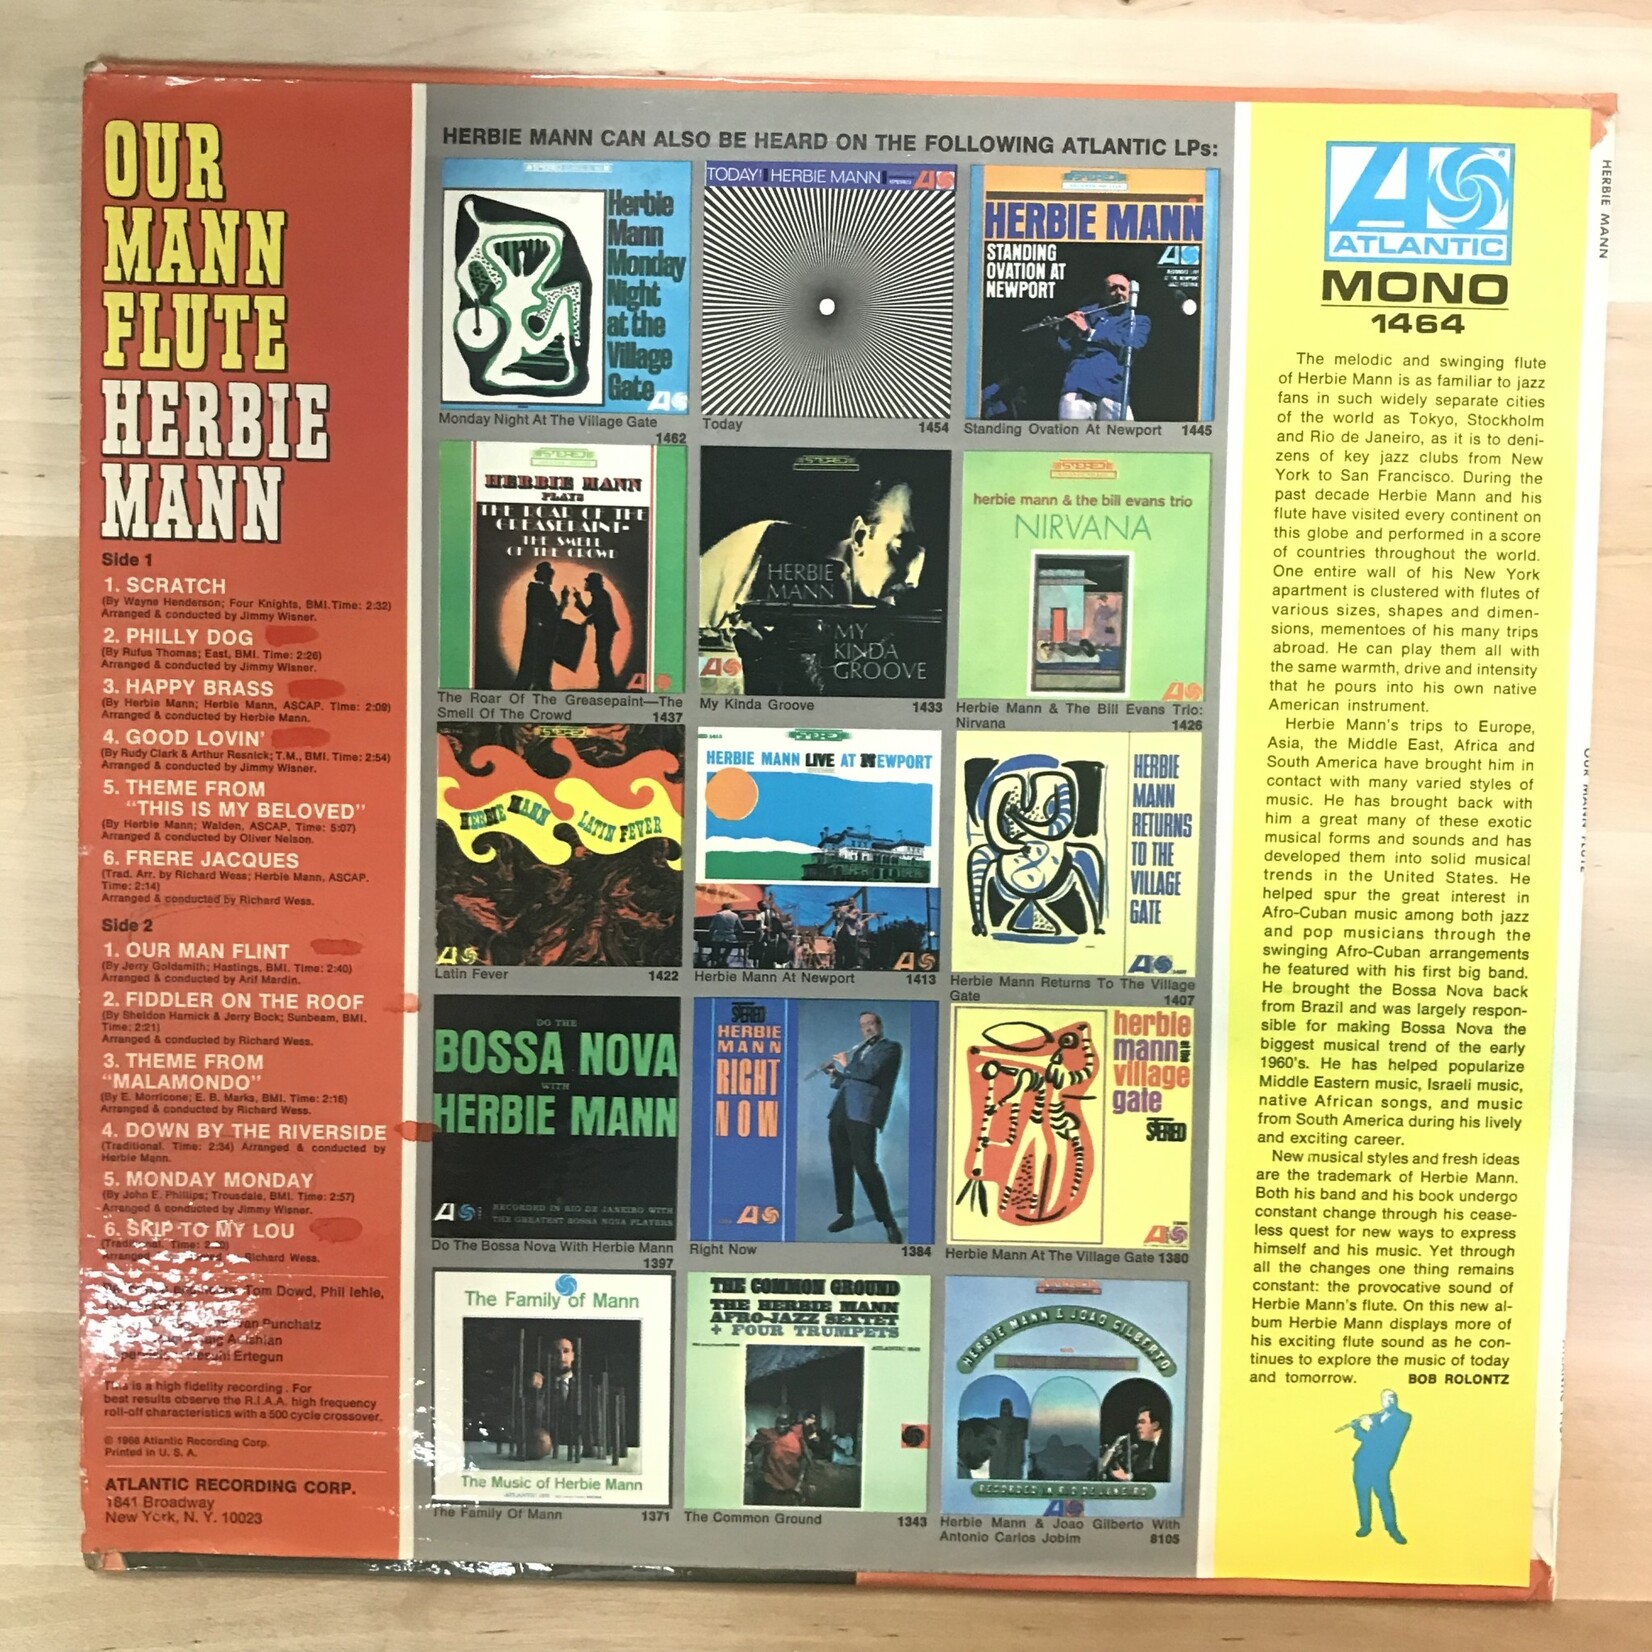 OUR
MANN
FLUTE
HERBIE
MANN
Side 1
1. SCRATCH
(By Wayne Henderson; Four Knights, BMI. Time: 2:32)
Arranged & conducted by Jimmy Wisner.
2. PHILLY DOG
(By Rufus Thomas; East, BMI. Time: 2:26)
Arranged & conducted by Jimmy Wisner.
3. HAPPY BRASS
(By Herbie Mann; Herbie Mann, ASCAP. Time: 2:09)
Arranged & conducted by Herbie Mann.
4. GOOD LOVIN'
(By Rudy Clark & Arthur Resnick; T.M., BMI. Time: 2:54)
Arranged & conducted by Jimmy Wisner.
5. THEME FROM
"THIS IS MY BELOVED"
(By Herbie Mann; Walden, ASCAP. Time: 5:07)
Arranged & conducted by Oliver Nelson.
6. FRERE JACQUES
(Trad. Arr. by Richard Wess; Herbie Mann, ASCAP.
Time: 2:14)
Arranged & conducted by Richard Wess.
Side 2
1. OUR MAN FLINT
(By Jerry Goldsmith; Hastings, BMI. Time: 2:40)
Arranged & conducted by Arif Mardin.
2. FIDDLER ON THE ROOF
(By Sheldon Harnick & Jerry Bock; Sunbeam, BMI.
Time: 2:21)
Arranged & conducted by Richard Wess.
3. THEME FROM
"MALAMONDO"
(By E. Morricone; E. B. Marks, BMI. Time: 2:16)
Arranged & conducted by Richard Wess.
4. DOWN BY THE RIVERSIDE
(Traditional. Time: 2:34) Arranged & conducted by
Herbie Mann.
5. MONDAY MONDAY
(By John E. Phillips; Trousdale, BMI. Time: 2:57)
Arranged & conducted by Jimmy Wisner.
6. SKIP TO MY LOU
Richard Wess.
Tom Dowd, Phil Iehle,
Punchatz
Ertegun
This is a high fidelity recording. For
best results observe the R.I.A.A. high frequency
roll-off characteristics with a 500 cycle crossover.
© 1966 Atlantic Recording Corp.
Printed in U. S. A.
ATLANTIC RECORDING CORP.
1841 Broadway
New York, N. Y. 10023
HERBIE MANN CAN ALSO BE HEARD ON THE FOLLOWING ATLANTIC LPs:
Herbie
Mann
Monday
Night
at the
Village
Gate
Monday Night At The Village Gate
1462
TODAY! HERBIE MANN
Today 1454
HERBIE MANN
STANDING
OVATION AT
NEWPORT
Standing Ovation At Newport 1445
STEREO
HERBIE MANN
PLAYS
THE ROAR OF THE
GREASEPAINT-
THE SMELL
OF THE CROWD
The Roar Of The Greasepaint—The
Smell Of The Crowd 1437
STEREO
HERBIE
MANN
MY
KINDA
GROOVE
My Kinda Groove 1433
STEREO
herbie mann & the bill evans trio
NIRVANA
Herbie Mann & The Bill Evans Trio:
Nirvana 1426
STEREO
HERBIE MANN LATIN FEVER
Latin Fever 1422
HERBIE MANN LIVE AT NEWPORT
Herbie Mann At Newport 1413
HERBIE
MANN
RETURNS
TO THE
VILLAGE
GATE
Herbie Mann Returns To The Village
Gate 1407
DO THE
BOSSA NOVA
WITH
HERBIE MANN
RECORDED IN RIO DE JANEIRO WITH
THE GREATEST BOSSA NOVA PLAYERS
Do The Bossa Nova With Herbie Mann
1397
STEREO
HERBIE
MANN
RIGHT
NOW
Right Now 1384
herbie
mann at the
village
gate
STEREO
Herbie Mann At The Village Gate 1380
The Family of Mann
The Music of Herbie Mann
The Family Of Mann 1371
THE COMMON GROUND
THE HERBIE MANN
AFRO-JAZZ SEXTET
+ FOUR TRUMPETS
The Common Ground 1343
HERBIE MANN & JOAO GILBERTO
RECORDED IN RIO DE JANEIRO
Herbie Mann & Joao Gilberto With
Antonio Carlos Jobim 8105
ATLANTIC
MONO
1464
The melodic and swinging flute
of Herbie Mann is as familiar to jazz
fans in such widely separate cities
of the world as Tokyo, Stockholm
and Rio de Janeiro, as it is to deni-
zens of key jazz clubs from New
York to San Francisco. During the
past decade Herbie Mann and his
flute have visited every continent on
this globe and performed in a score
of countries throughout the world.
One entire wall of his New York
apartment is clustered with flutes of
various sizes, shapes and dimen-
sions, mementoes of his many trips
abroad. He can play them all with
the same warmth, drive and intensity
that he pours into his own native
American instrument.
Herbie Mann's trips to Europe,
Asia, the Middle East, Africa and
South America have brought him in
contact with many varied styles of
music. He has brought back with
him a great many of these exotic
musical forms and sounds and has
developed them into solid musical
trends in the United States. He
helped spur the great interest in
Afro-Cuban music among both jazz
and pop musicians through the
swinging Afro-Cuban arrangements
he featured with his first big band.
He brought the Bossa Nova back
from Brazil and was largely respon-
sible for making Bossa Nova the
biggest musical trend of the early
1960's. He has helped popularize
Middle Eastern music, Israeli music,
native African songs, and music
from South America during his lively
and exciting career.
New musical styles and fresh ideas
are the trademark of Herbie Mann.
Both his band and his book undergo
constant change through his cease-
less quest for new ways to express
himself and his music. Yet through
all the changes one thing remains
constant: the provocative sound of
Herbie Mann's flute. On this new al-
bum Herbie Mann displays more of
his exciting flute sound as he con-
tinues to explore the music of today
and tomorrow. BOB ROLONTZ
HERBIE MANN